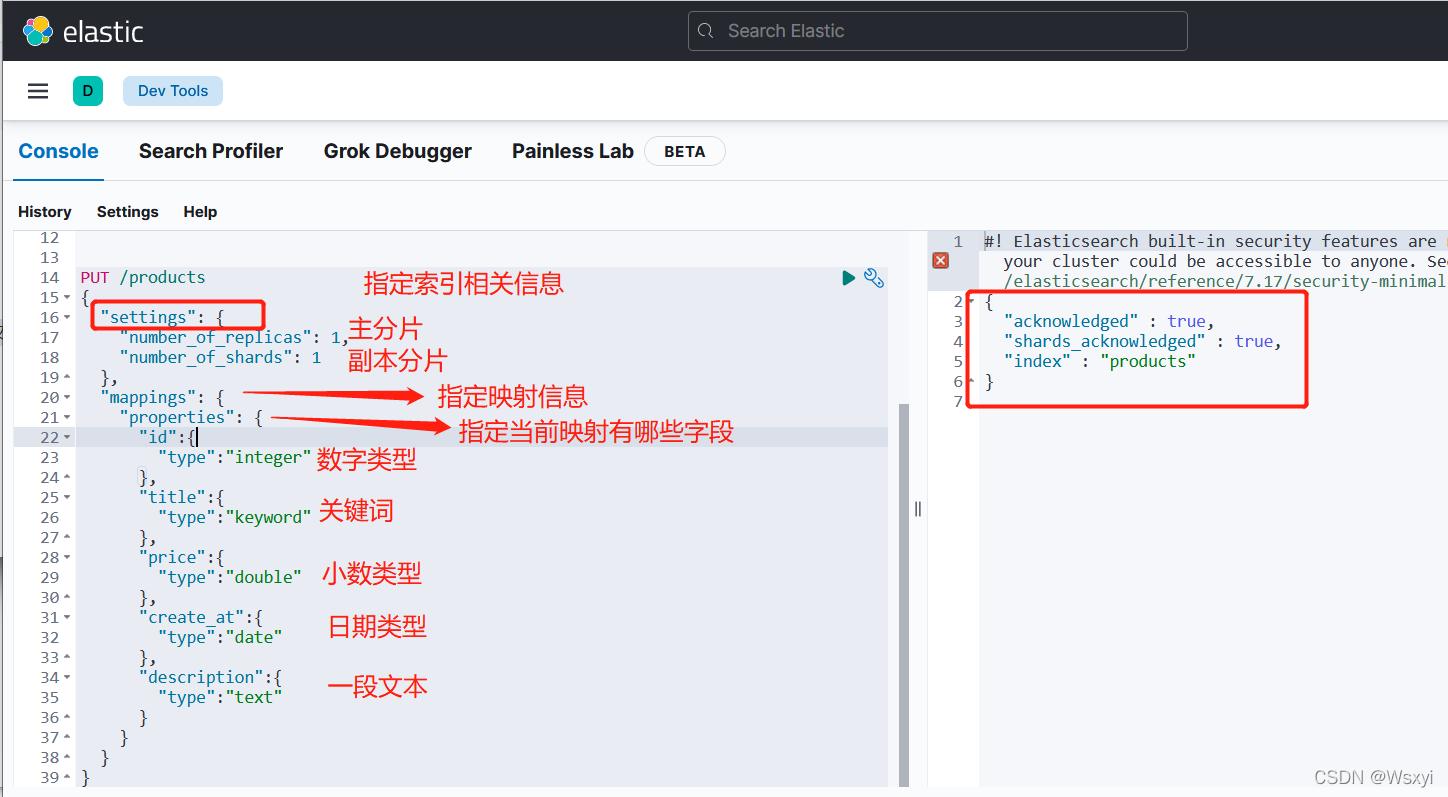 elastic
Search Elastic
D
Dev Tools
Console Search Profiler Grok Debugger Painless Lab BETA
History Settings Help
12
13
14 PUT /products 指定索引相关信息
15 {
16 "settings": {
17 "number_of_replicas": 1, 主分片
18 "number_of_shards": 1 副本分片
19 },
20 "mappings": { 指定映射信息
21 "properties": { 指定当前映射有哪些字段
22 "id":{
23 "type":"integer" 数字类型
24 },
25 "title":{
26 "type":"keyword" 关键词
27 },
28 "price":{
29 "type":"double" 小数类型
30 },
31 "create_at":{ 日期类型
32 "type":"date"
33 },
34 "description":{
35 "type":"text" 一段文本
36 }
37 }
38 }
39 }
1 #! Elasticsearch built-in security features are
your cluster could be accessible to anyone. Se
/elasticsearch/reference/7.17/security-minimal
2 {
3 "acknowledged" : true,
4 "shards_acknowledged" : true,
5 "index" : "products"
6 }
7
CSDN @Wsxyi